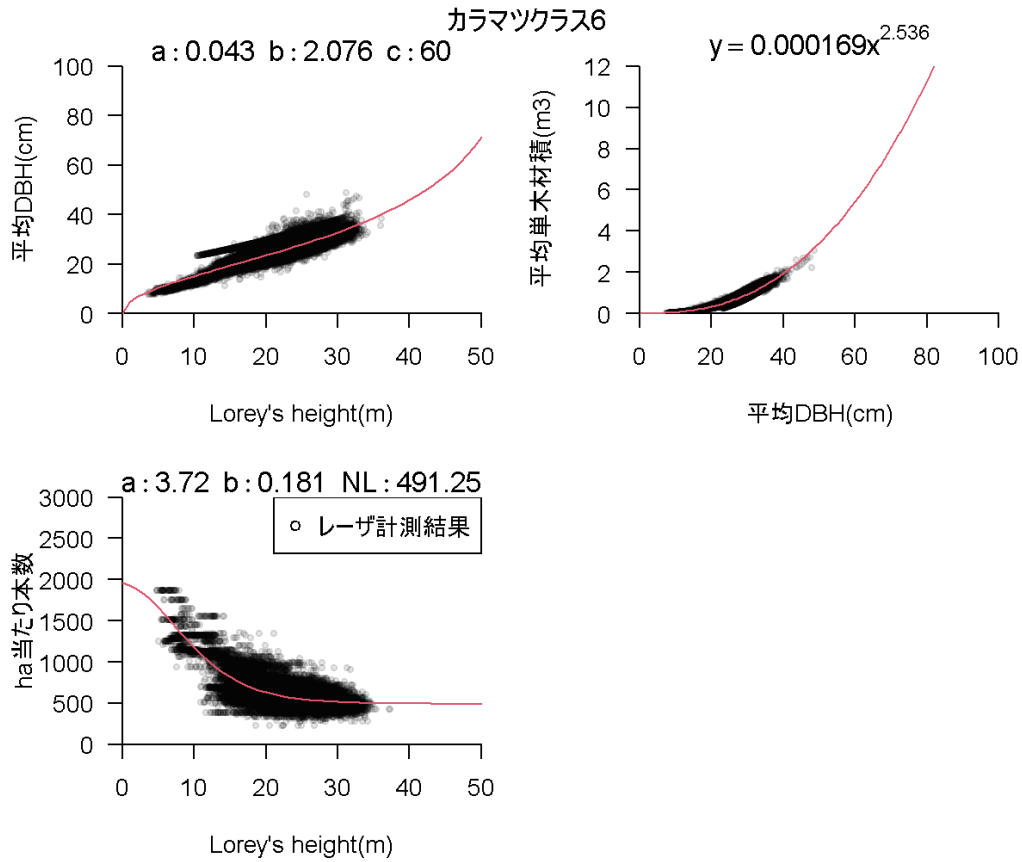 カラマツクラス6
a : 0.043 b : 2.076 c : 60
100
80
60
40
20
0
平均DBH(cm)
0 10 20 30 40 50
Lorey's height(m)
y = 0.000169x^2.536
12
10
8
6
4
2
0
平均単木材積(m3)
0 20 40 60 80 100
平均DBH(cm)
a : 3.72 b : 0.181 NL : 491.25
3000
2500
2000
1500
1000
500
0
ha当たり本数
レーザ計測結果
0 10 20 30 40 50
Lorey's height(m)